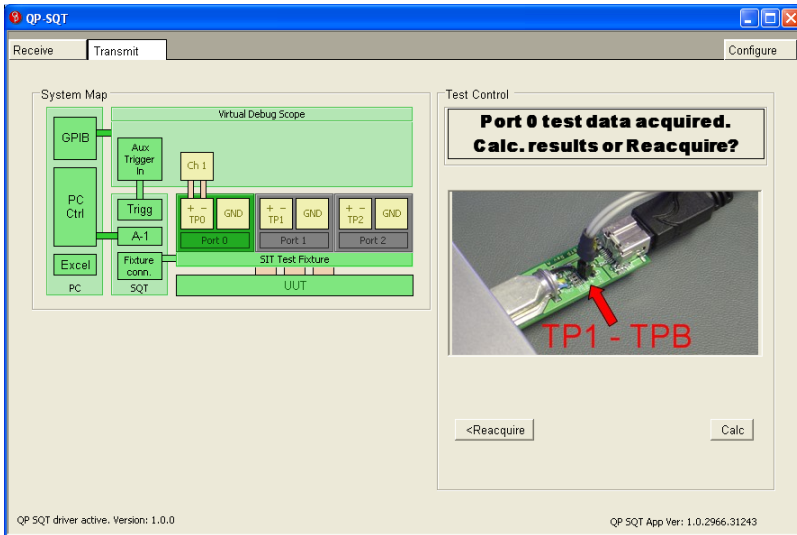 QP-SQT
Receive
Transmit
Configure
System Map
Virtual Debug Scope
GPIB
Aux
Trigger
In
Ch 1
PC
Ctrl
Trigg
A-1
+ -
TP0
GND
Port 0
+ -
TP1
GND
Port 1
+ -
TP2
GND
Port 2
Excel
PC
Fixture
conn.
SQT
SIT Test Fixture
UUT
Test Control
Port 0 test data acquired.
Calc. results or Reacquire?
TP1 - TPB
<Reacquire
Calc
QP SQT driver active. Version: 1.0.0
QP SQT App Ver: 1.0.2966.31243